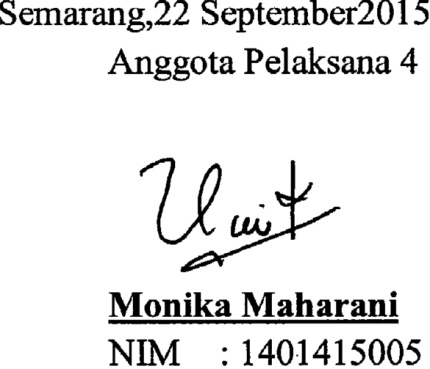 Semarang,22 September2015
Anggota Pelaksana 4
Monika Maharani
NIM : 1401415005